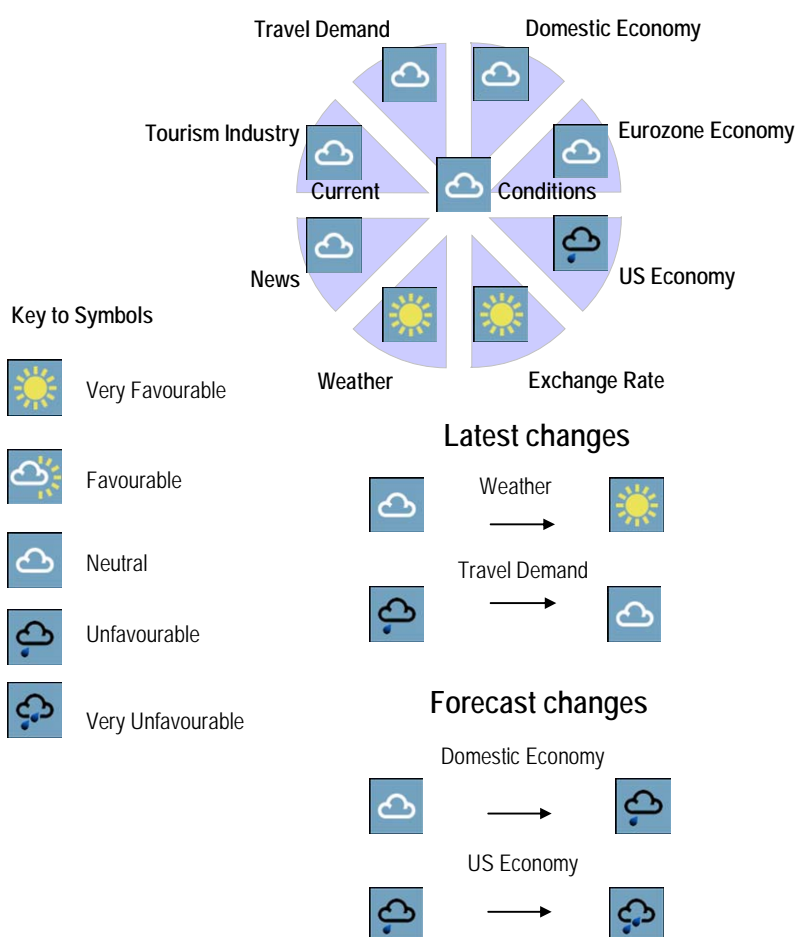 Travel Demand
Domestic Economy
Tourism Industry
Eurozone Economy
Current
Conditions
News
US Economy
Key to Symbols
Weather
Exchange Rate
Very Favourable
Favourable
Neutral
Unfavourable
Very Unfavourable
Latest changes
Weather
Travel Demand
Forecast changes
Domestic Economy
US Economy